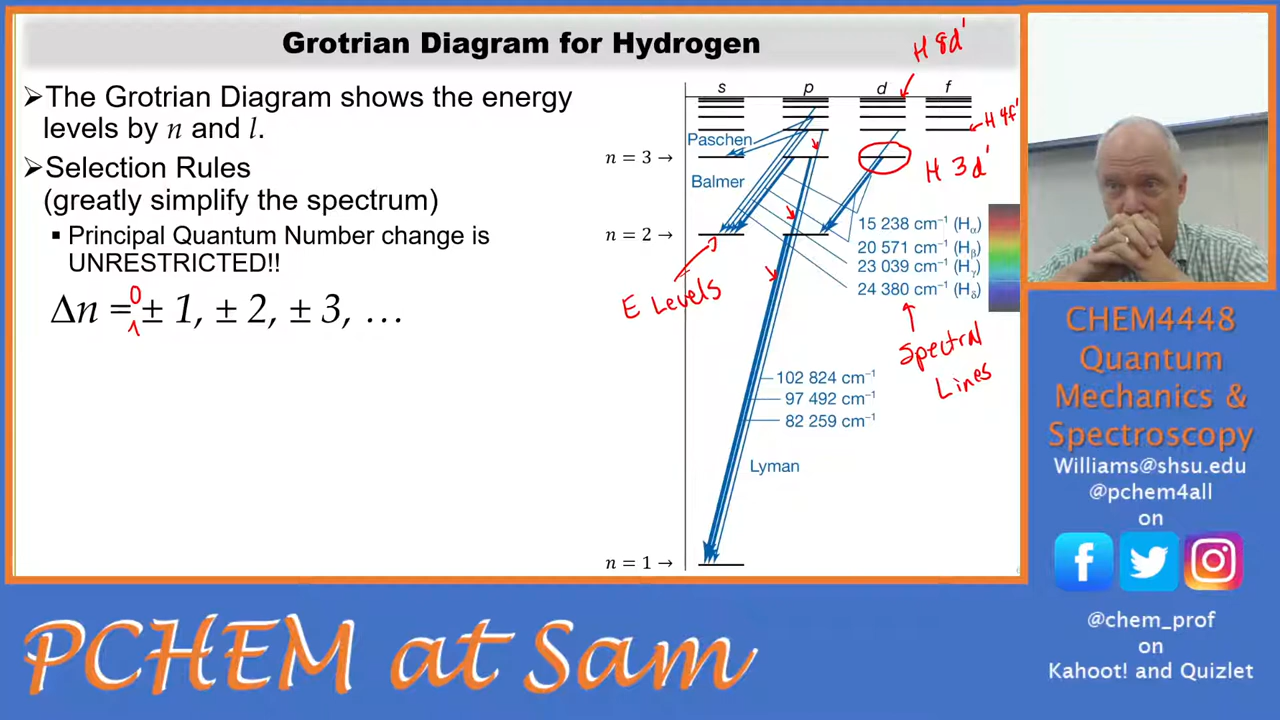 Grotrian Diagram for Hydrogen
➢The Grotrian Diagram shows the energy
levels by n and l.
➢Selection Rules
(greatly simplify the spectrum)
▪ Principal Quantum Number change is
UNRESTRICTED!!
Δn = ± 1, ± 2, ± 3, …
0
1
H 8d¹
s p d f
H 4f¹
Paschen
n = 3 →
H 3d¹
Balmer
15 238 cm⁻¹ (Hα)
n = 2 →
20 571 cm⁻¹ (Hβ)
23 039 cm⁻¹ (Hγ)
24 380 cm⁻¹ (Hδ)
E Levels
Spectral
Lines
102 824 cm⁻¹
97 492 cm⁻¹
82 259 cm⁻¹
Lyman
n = 1 →
CHEM4448
Quantum
Mechanics &
Spectroscopy
Williams@shsu.edu
@pchem4all
on
@chem_prof
on
Kahoot! and Quizlet
PCHEM at Sam